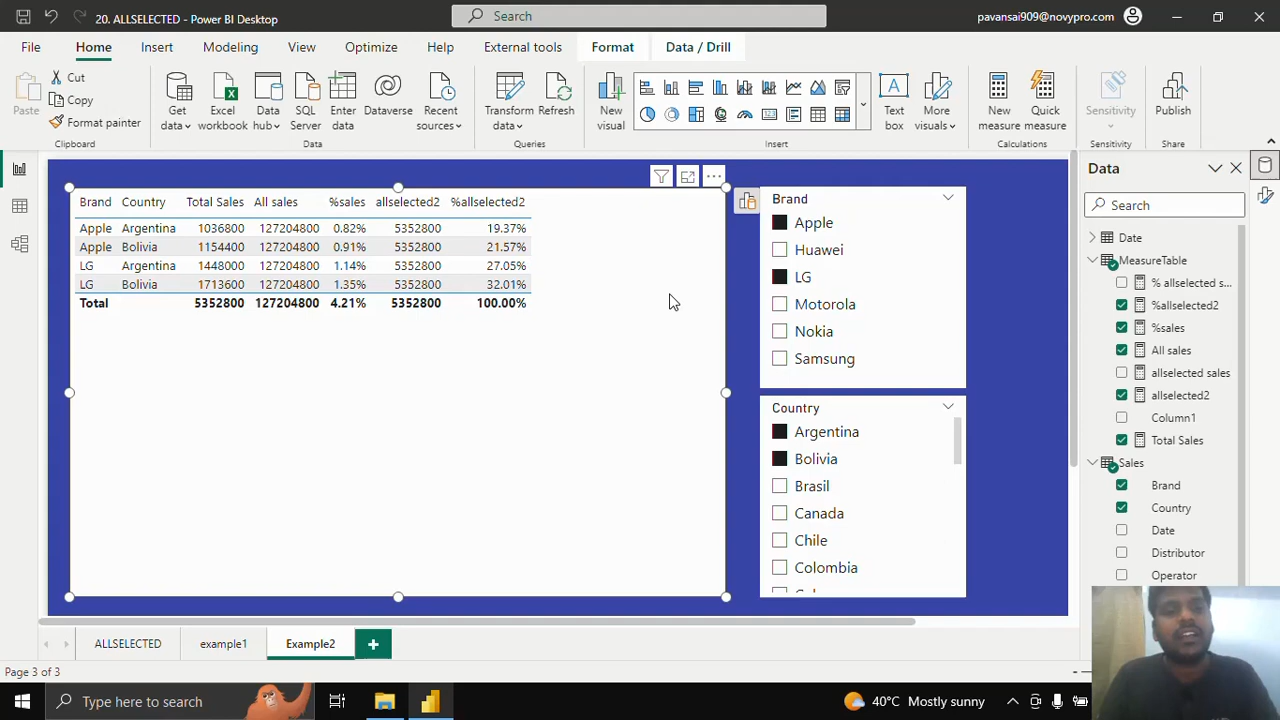 20. ALLSELECTED - Power BI Desktop
Search
pavansai909@novypro.com
File Home Insert Modeling View Optimize Help External tools Format Data / Drill
Paste
Cut
Copy
Format painter
Clipboard
Get data
Excel workbook
Data hub
SQL Server
Enter data
Dataverse
Recent sources
Data
Transform data
Refresh
Queries
New visual
Text box
More visuals
Insert
New measure
Quick measure
Calculations
Sensitivity
Sensitivity
Publish
Share
Brand Country Total Sales All sales %sales allselected2 %allselected2
Apple Argentina 1036800 127204800 0.82% 5352800 19.37%
Apple Bolivia 1154400 127204800 0.91% 5352800 21.57%
LG Argentina 1448000 127204800 1.14% 5352800 27.05%
LG Bolivia 1713600 127204800 1.35% 5352800 32.01%
Total 5352800 127204800 4.21% 5352800 100.00%
Brand
Apple
Huawei
LG
Motorola
Nokia
Samsung
Country
Argentina
Bolivia
Brasil
Canada
Chile
Colombia
Data
Search
Date
MeasureTable
% allselected s...
%allselected2
%sales
All sales
allselected sales
allselected2
Column1
Total Sales
Sales
Brand
Country
Date
Distributor
Operator
ALLSELECTED example1 Example2
Page 3 of 3
Type here to search
40°C Mostly sunny